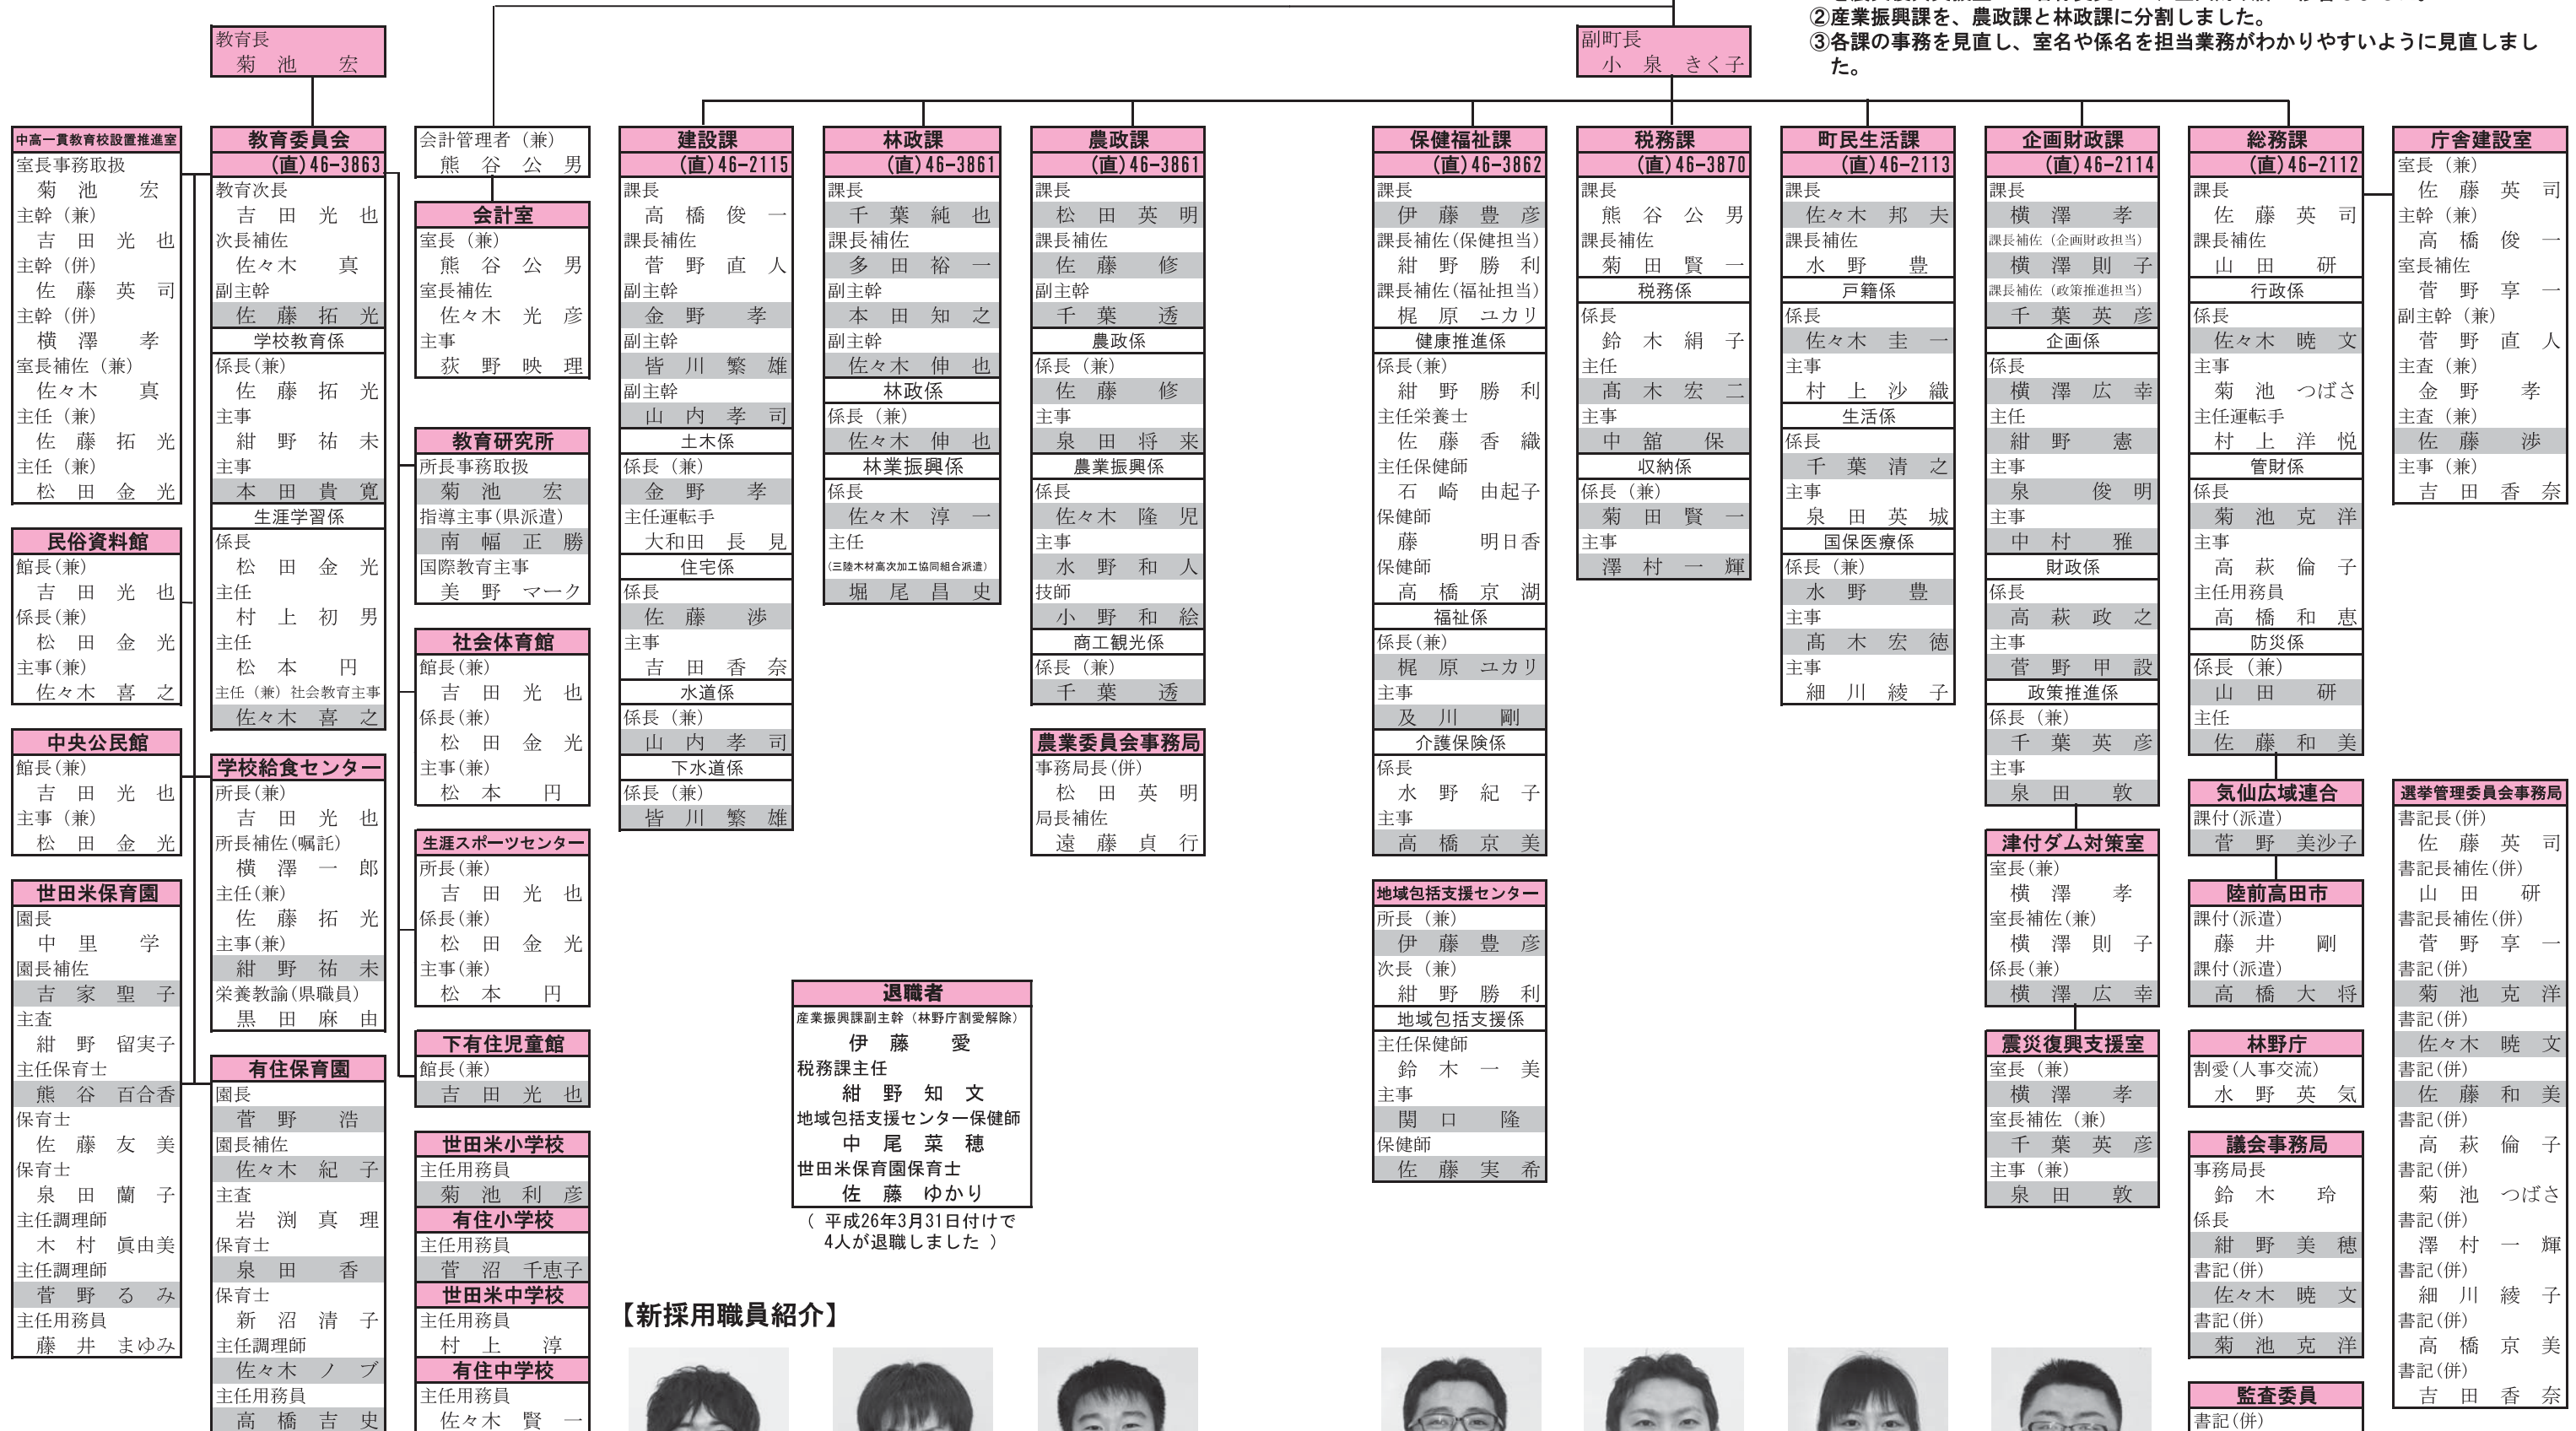 ②産業振興課を、農政課と林政課に分割しました。
③各課の事務を見直し、室名や係名を担当業務がわかりやすいように見直しまし
た。
教育長
菊池 宏
副町長
小泉 きく子
中高一貫教育校設置推進室
室長事務取扱
菊池 宏
主幹（兼）
吉田光也
主幹（併）
佐藤英司
主幹（併）
横澤 孝
室長補佐（兼）
佐々木 真
主任（兼）
佐藤拓光
主任（兼）
松田金光
民俗資料館
館長(兼)
吉田光也
係長(兼)
松田金光
主事(兼)
佐々木喜之
中央公民館
館長(兼)
吉田光也
主事（兼）
松田金光
世田米保育園
園長
中里 学
園長補佐
吉家聖子
主査
紺野留実子
主任保育士
熊谷百合香
保育士
佐藤友美
保育士
泉田蘭子
主任調理師
木村眞由美
主任調理師
菅野るみ
主任用務員
藤井まゆみ
教育委員会
(直)46-3863
教育次長
吉田光也
次長補佐
佐々木 真
副主幹
佐藤拓光
学校教育係
係長(兼)
佐藤拓光
主事
紺野祐未
主事
本田貴寛
生涯学習係
係長
松田金光
主任
村上初男
主任
松本 円
主任（兼）社会教育主事
佐々木喜之
学校給食センター
所長(兼)
吉田光也
所長補佐(嘱託)
横澤一郎
主任(兼)
佐藤拓光
主事(兼)
紺野祐未
栄養教諭(県職員)
黒田麻由
有住保育園
園長
菅野 浩
園長補佐
佐々木紀子
主査
岩渕真理
保育士
泉田 香
保育士
新沼清子
主任調理師
佐々木ノブ
主任用務員
高橋吉史
会計管理者（兼）
熊谷公男
会計室
室長（兼）
熊谷公男
室長補佐
佐々木光彦
主事
荻野映理
教育研究所
所長事務取扱
菊池 宏
指導主事(県派遣)
南幅正勝
国際教育主事
美野マーク
社会体育館
館長(兼)
吉田光也
係長(兼)
松田金光
主事(兼)
松本 円
生涯スポーツセンター
所長(兼)
吉田光也
係長(兼)
松田金光
主事(兼)
松本 円
下有住児童館
館長(兼)
吉田光也
世田米小学校
主任用務員
菊池利彦
有住小学校
主任用務員
菅沼千恵子
世田米中学校
主任用務員
村上 淳
有住中学校
主任用務員
佐々木賢一
建設課
(直)46-2115
課長
高橋俊一
課長補佐
菅野直人
副主幹
金野 孝
副主幹
皆川繁雄
副主幹
山内孝司
土木係
係長（兼）
金野 孝
主任運転手
大和田長見
住宅係
係長
佐藤 渉
主事
吉田香奈
水道係
係長（兼）
山内孝司
下水道係
係長（兼）
皆川繁雄
林政課
(直)46-3861
課長
千葉純也
課長補佐
多田裕一
副主幹
本田知之
副主幹
佐々木伸也
林政係
係長（兼）
佐々木伸也
林業振興係
係長
佐々木淳一
主任
(三陸木材高次加工協同組合派遣)
堀尾昌史
農政課
(直)46-3861
課長
松田英明
課長補佐
佐藤 修
副主幹
千葉 透
農政係
係長（兼）
佐藤 修
主事
泉田将来
農業振興係
係長
佐々木隆児
主事
水野和人
技師
小野和絵
商工観光係
係長（兼）
千葉 透
農業委員会事務局
事務局長(併)
松田英明
局長補佐
遠藤貞行
退職者
産業振興課副主幹（林野庁割愛解除）
伊藤 愛
税務課主任
紺野知文
地域包括支援センター保健師
中尾菜穂
世田米保育園保育士
佐藤ゆかり
（ 平成26年3月31日付けで
4人が退職しました ）
保健福祉課
(直)46-3862
課長
伊藤豊彦
課長補佐(保健担当)
紺野勝利
課長補佐(福祉担当)
梶原ユカリ
健康推進係
係長(兼)
紺野勝利
主任栄養士
佐藤香織
主任保健師
石崎由起子
保健師
藤 明日香
保健師
高橋京湖
福祉係
係長(兼)
梶原ユカリ
主事
及川 剛
介護保険係
係長
水野紀子
主事
高橋京美
地域包括支援センター
所長（兼）
伊藤豊彦
次長（兼）
紺野勝利
地域包括支援係
主任保健師
鈴木一美
主事
関口 隆
保健師
佐藤実希
税務課
(直)46-3870
課長
熊谷公男
課長補佐
菊田賢一
税務係
係長
鈴木絹子
主任
髙木宏二
主事
中舘 保
収納係
係長（兼）
菊田賢一
主事
澤村一輝
町民生活課
(直)46-2113
課長
佐々木邦夫
課長補佐
水野 豊
戸籍係
係長
佐々木圭一
主事
村上沙織
生活係
係長
千葉清之
主事
泉田英城
国保医療係
係長（兼）
水野 豊
主事
髙木宏徳
主事
細川綾子
企画財政課
(直)46-2114
課長
横澤 孝
課長補佐（企画財政担当）
横澤則子
課長補佐（政策推進担当）
千葉英彦
企画係
係長
横澤広幸
主任
紺野 憲
主事
泉 俊明
主事
中村 雅
財政係
係長
高萩政之
主事
菅野甲設
政策推進係
係長（兼）
千葉英彦
主事
泉田 敦
津付ダム対策室
室長(兼)
横澤 孝
室長補佐(兼)
横澤則子
係長(兼)
横澤広幸
震災復興支援室
室長（兼）
横澤 孝
室長補佐（兼）
千葉英彦
主事（兼）
泉田 敦
総務課
(直)46-2112
課長
佐藤英司
課長補佐
山田 研
行政係
係長
佐々木暁文
主事
菊池つばさ
主任運転手
村上洋悦
管財係
係長
菊池克洋
主事
高萩倫子
主任用務員
高橋和恵
防災係
係長（兼）
山田 研
主任
佐藤和美
気仙広域連合
課付(派遣)
菅野美沙子
陸前高田市
課付(派遣)
藤井 剛
課付(派遣)
高橋大将
林野庁
割愛(人事交流)
水野英気
議会事務局
事務局長
鈴木 玲
係長
紺野美穂
書記(併)
佐々木暁文
書記(併)
菊池克洋
監査委員
書記(併)
庁舎建設室
室長（兼）
佐藤英司
主幹（兼）
高橋俊一
室長補佐
菅野享一
副主幹（兼）
菅野直人
主査（兼）
金野 孝
主査（兼）
佐藤 渉
主事（兼）
吉田香奈
選挙管理委員会事務局
書記長(併)
佐藤英司
書記長補佐(併)
山田 研
書記長補佐(併)
菅野享一
書記(併)
菊池克洋
書記(併)
佐々木暁文
書記(併)
佐藤和美
書記(併)
高萩倫子
書記(併)
菊池つばさ
書記(併)
澤村一輝
書記(併)
細川綾子
書記(併)
高橋京美
書記(併)
吉田香奈
【新採用職員紹介】